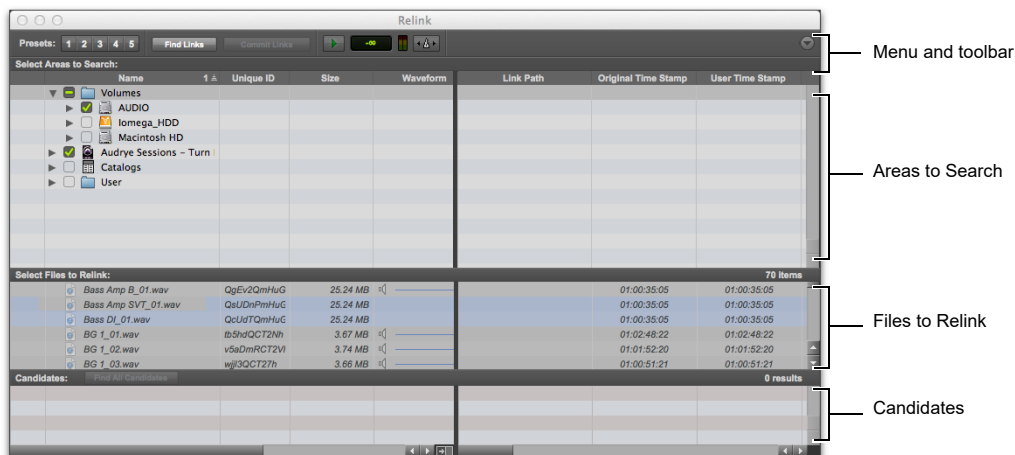 Relink
Presets: 1 2 3 4 5 Find Links Commit Links -∞
Menu and toolbar
Select Areas to Search:
Name 1 Unique ID Size Waveform Link Path Original Time Stamp User Time Stamp
Volumes
AUDIO
Iomega_HDD
Macintosh HD
Audrye Sessions – Turn
Catalogs
User
Areas to Search
Select Files to Relink: 70 items
Bass Amp B_01.wav QgEv2QmHuG 25.24 MB 01:00:35:05 01:00:35:05
Bass Amp SVT_01.wav QsUDnPmHuG 25.24 MB 01:00:35:05 01:00:35:05
Bass DI_01.wav QcUdTQmHuG 25.24 MB 01:00:35:05 01:00:35:05
BG 1_01.wav tb5hdQCT2Nh 3.67 MB 01:02:48:22 01:02:48:22
BG 1_02.wav v5aDmRCT2VI 3.74 MB 01:01:52:20 01:01:52:20
BG 1_03.wav 3.66 MB 01:00:51:21 01:00:51:21
Files to Relink
Candidates: Find All Candidates 0 results
Candidates